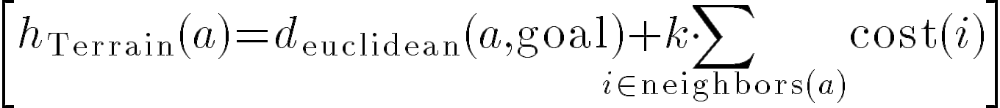 [h_Terrain(a)=d_euclidean(a,goal)+k·∑_{i∈neighbors(a)} cost(i)]